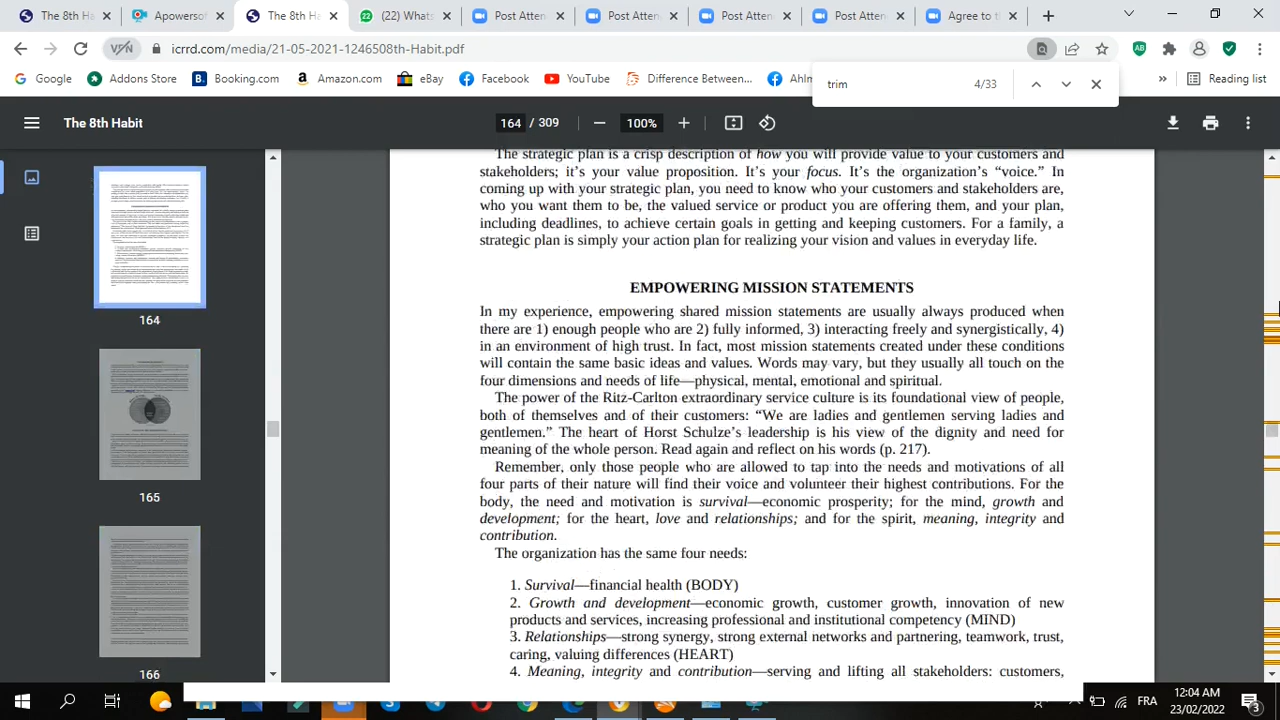 The 8th Ha
Apowersof
The 8th Ha
(22) Whats
Post Atten
Post Atten
Post Atten
Post Atten
Agree to t
icrrd.com/media/21-05-2021-1246508th-Habit.pdf
Google
Addons Store
Booking.com
Amazon.com
eBay
Facebook
YouTube
Difference Between...
Ahlm
»
Reading list
trim
4/33
The 8th Habit
164 / 309
100%
164
165
166
The strategic plan is a crisp description of how you will provide value to your customers and
stakeholders; it's your value proposition. It's your focus. It's the organization's “voice.” In
coming up with your strategic plan, you need to know who your customers and stakeholders are,
who you want them to be, the valued service or product you are offering them, and your plan,
including deadlines, to achieve certain goals in getting and keeping customers. For a family, a
strategic plan is simply your action plan for realizing your vision and values in everyday life.
EMPOWERING MISSION STATEMENTS
In my experience, empowering shared mission statements are usually always produced when
there are 1) enough people who are 2) fully informed, 3) interacting freely and synergistically, 4)
in an environment of high trust. In fact, most mission statements created under these conditions
will contain the same basic ideas and values. Words may vary, but they usually all touch on the
four dimensions and needs of life—physical, mental, emotional and spiritual.
The power of the Ritz-Carlton extraordinary service culture is its foundational view of people,
both of themselves and of their customers: “We are ladies and gentlemen serving ladies and
gentlemen.” The heart of Horst Schulze's leadership is his view of the dignity and need for
meaning of the whole person. Read again and reflect on his words (p. 217).
Remember, only those people who are allowed to tap into the needs and motivations of all
four parts of their nature will find their voice and volunteer their highest contributions. For the
body, the need and motivation is survival—economic prosperity; for the mind, growth and
development; for the heart, love and relationships; and for the spirit, meaning, integrity and
contribution.
The organization has the same four needs:
1. Survival—financial health (BODY)
2. Growth and development—economic growth, customer growth, innovation of new
products and services, increasing professional and institutional competency (MIND)
3. Relationships—strong synergy, strong external networks and partnering, teamwork, trust,
caring, valuing differences (HEART)
4. Meaning, integrity and contribution—serving and lifting all stakeholders: customers,
FRA
12:04 AM
23/02/2022